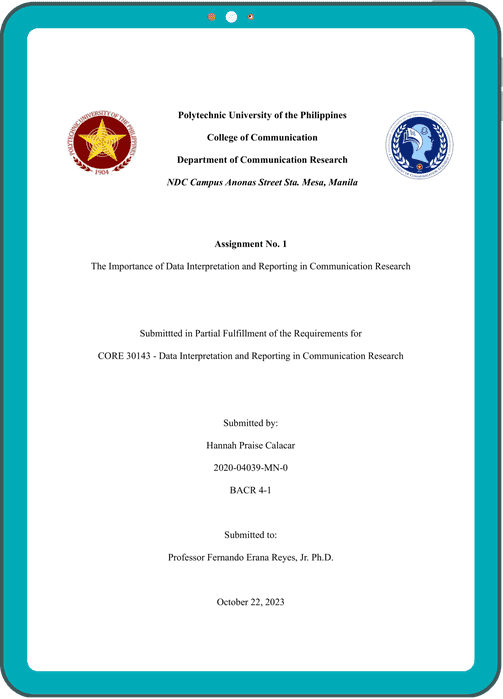 Polytechnic University of the Philippines
College of Communication
Department of Communication Research
NDC Campus Anonas Street Sta. Mesa, Manila
POLYTECHNIC UNIVERSITY OF THE PHILIPPINES
1904
Assignment No. 1
The Importance of Data Interpretation and Reporting in Communication Research
Submittted in Partial Fulfillment of the Requirements for
CORE 30143 - Data Interpretation and Reporting in Communication Research
Submitted by:
Hannah Praise Calacar
2020-04039-MN-0
BACR 4-1
Submitted to:
Professor Fernando Erana Reyes, Jr. Ph.D.
October 22, 2023